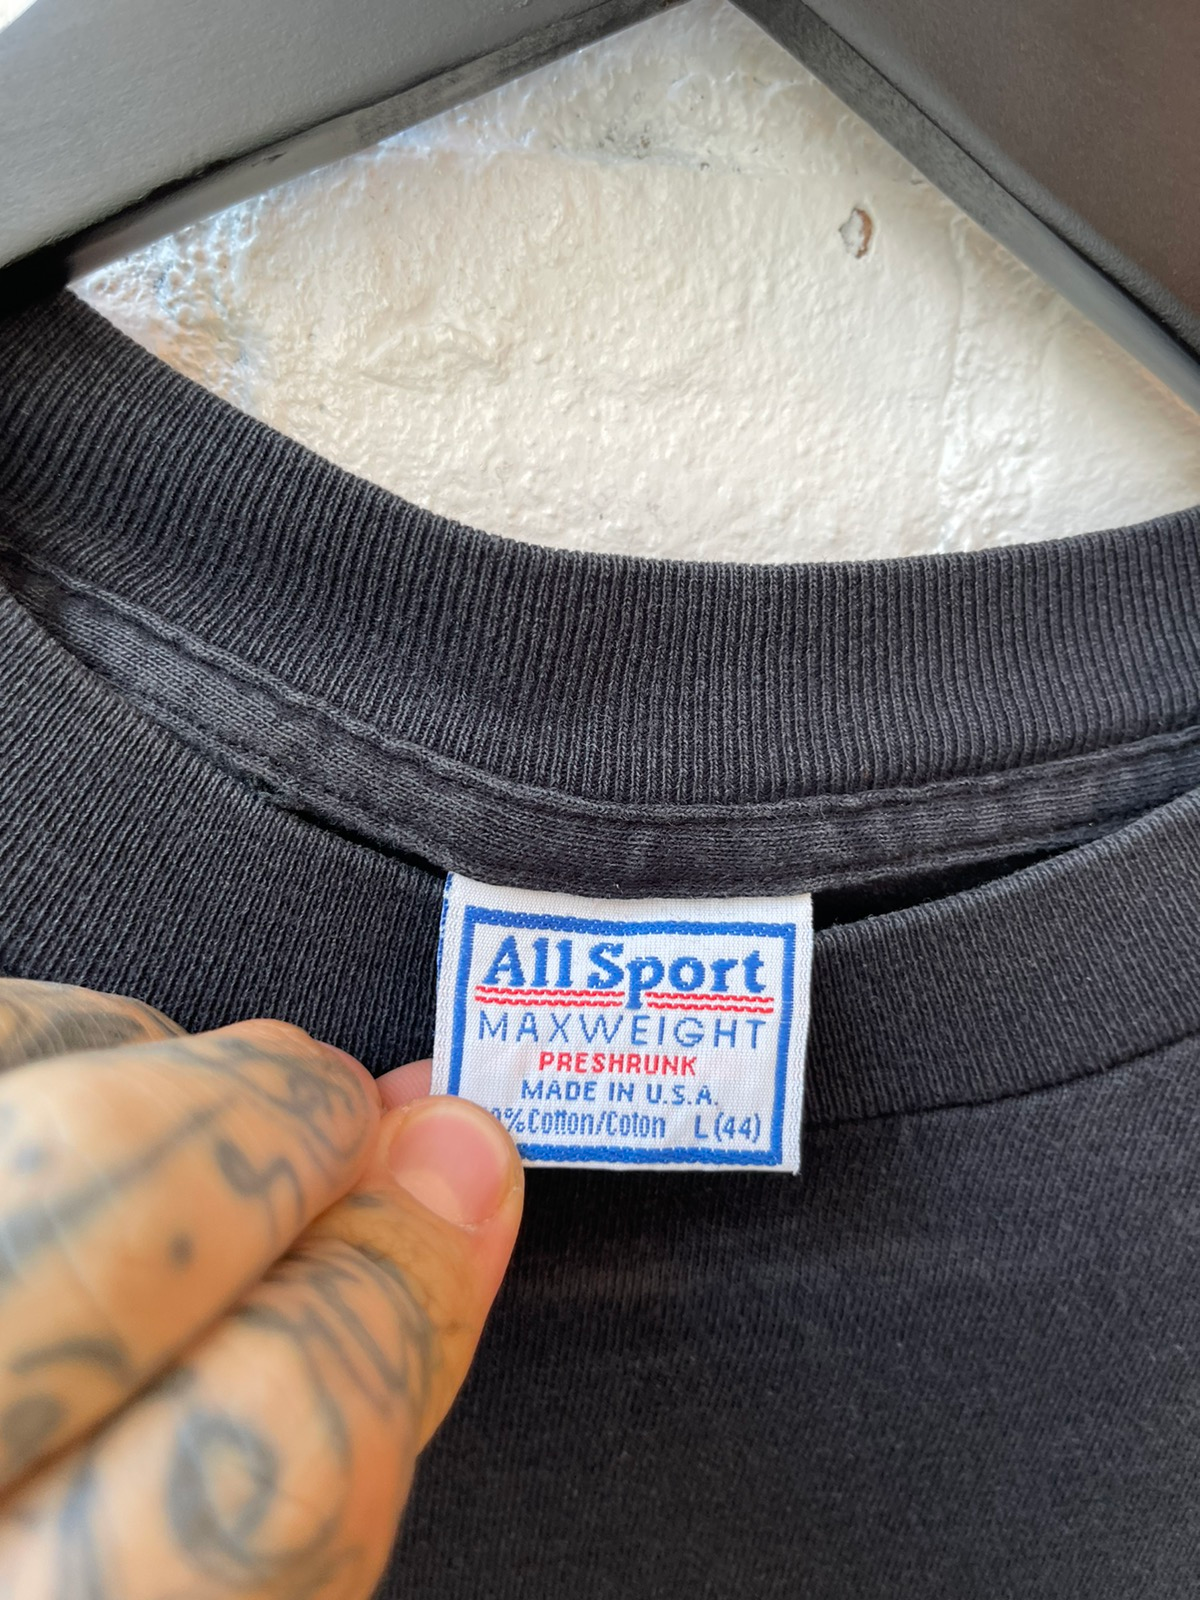 All Sport
MAXWEIGHT
PRESHRUNK
MADE IN U.S.A.
% Cotton/Coton L (44)